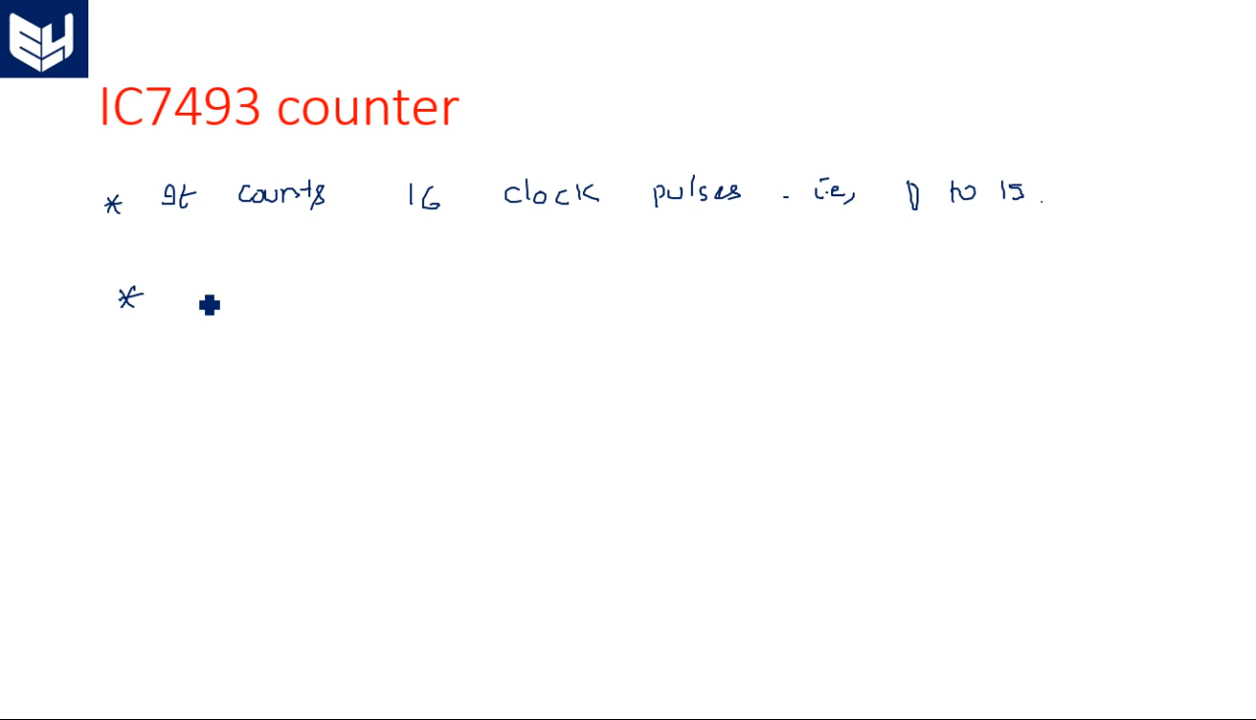 IC7493 counter
* It counts 16 clock pulses. i.e, 0 to 15.
*